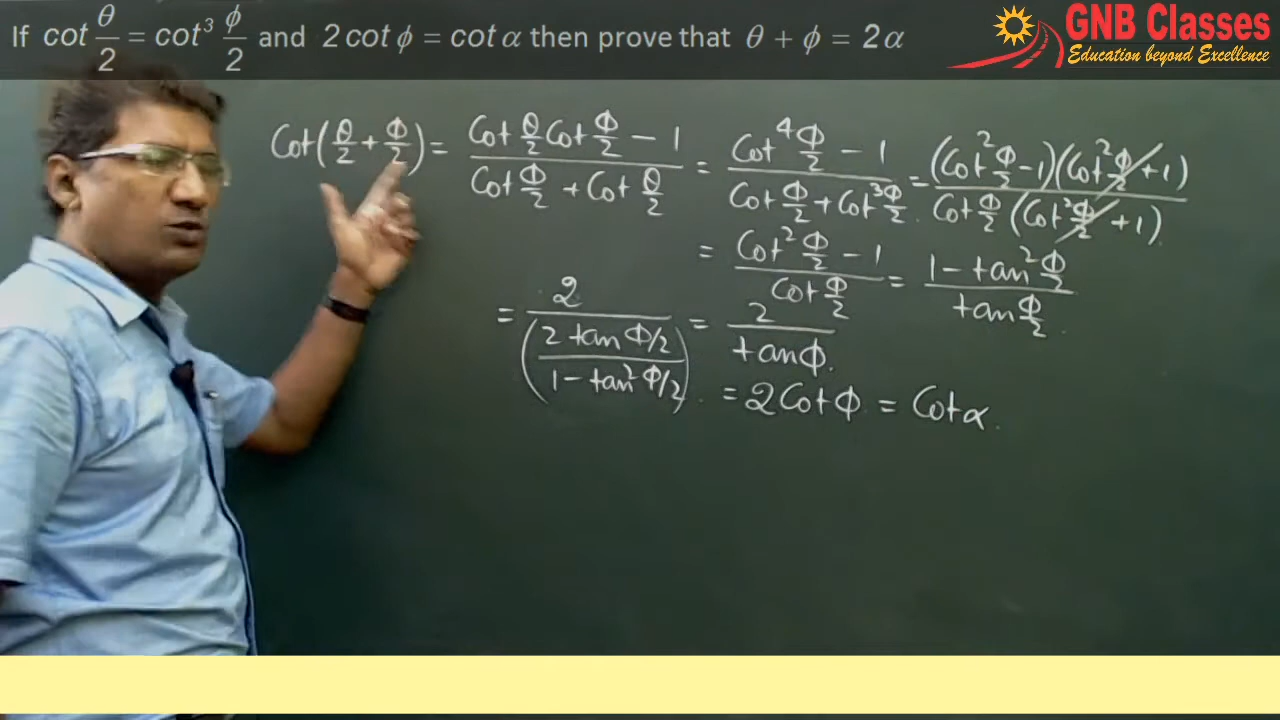 If cot θ/2 = cot³ ϕ/2 and 2 cot ϕ = cot α then prove that θ + ϕ = 2α
GNB Classes
Education beyond Excellence
Cot(θ/2 + Φ/2) = (Cot θ/2 Cot Φ/2 − 1)/(Cot Φ/2 + Cot θ/2) = (Cot⁴ Φ/2 − 1)/(Cot Φ/2 + Cot³ Φ/2) = (Cot² Φ/2 − 1)(Cot² Φ/2 + 1)/(Cot Φ/2 (Cot² Φ/2 + 1))
= (Cot² Φ/2 − 1)/(Cot Φ/2) = (1 − tan² Φ/2)/(tan Φ/2)
= 2/((2 tan Φ/2)/(1 − tan² Φ/2)) = 2/(tan Φ)
= 2 Cot Φ = Cot α